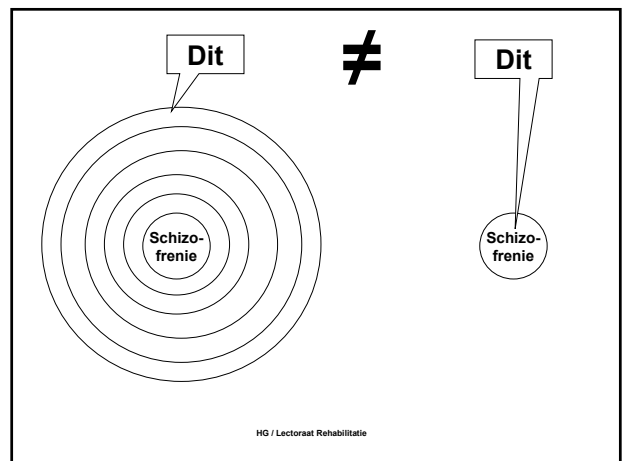 Dit
≠
Dit
Schizo-
frenie
Schizo-
frenie
HG / Lectoraat Rehabilitatie